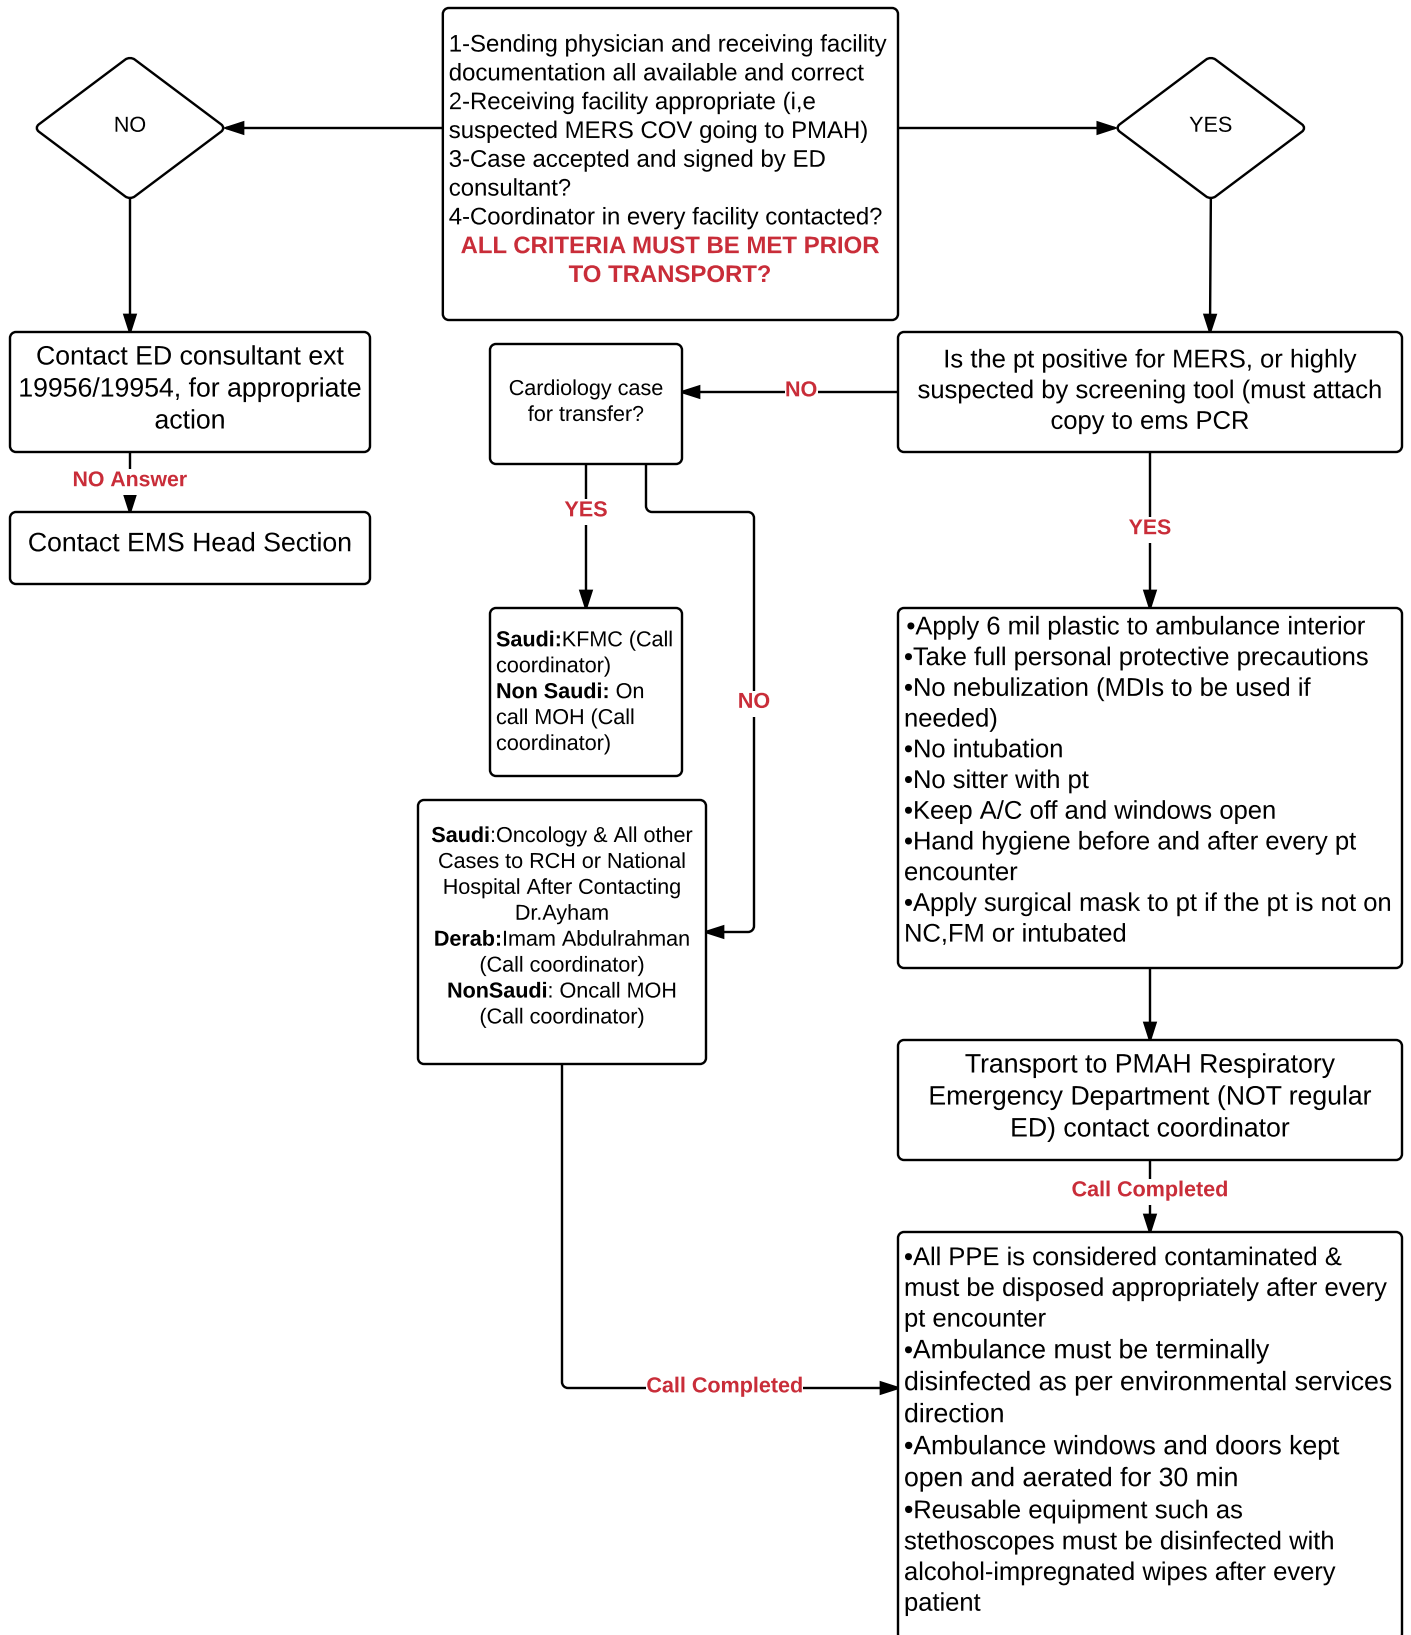 1-Sending physician and receiving facility
documentation all available and correct
2-Receiving facility appropriate (i,e
suspected MERS COV going to PMAH)
3-Case accepted and signed by ED
consultant?
4-Coordinator in every facility contacted?
ALL CRITERIA MUST BE MET PRIOR
TO TRANSPORT?
NO
YES
Contact ED consultant ext
19956/19954, for appropriate
action
NO Answer
Contact EMS Head Section
Is the pt positive for MERS, or highly
suspected by screening tool (must attach
copy to ems PCR
NO
Cardiology case
for transfer?
YES
Saudi:KFMC (Call
coordinator)
Non Saudi: On
call MOH (Call
coordinator)
NO
Saudi:Oncology & All other
Cases to RCH or National
Hospital After Contacting
Dr.Ayham
Derab:Imam Abdulrahman
(Call coordinator)
NonSaudi: Oncall MOH
(Call coordinator)
Call Completed
YES
•Apply 6 mil plastic to ambulance interior
•Take full personal protective precautions
•No nebulization (MDIs to be used if
needed)
•No intubation
•No sitter with pt
•Keep A/C off and windows open
•Hand hygiene before and after every pt
encounter
•Apply surgical mask to pt if the pt is not on
NC,FM or intubated
Transport to PMAH Respiratory
Emergency Department (NOT regular
ED) contact coordinator
Call Completed
•All PPE is considered contaminated &
must be disposed appropriately after every
pt encounter
•Ambulance must be terminally
disinfected as per environmental services
direction
•Ambulance windows and doors kept
open and aerated for 30 min
•Reusable equipment such as
stethoscopes must be disinfected with
alcohol-impregnated wipes after every
patient